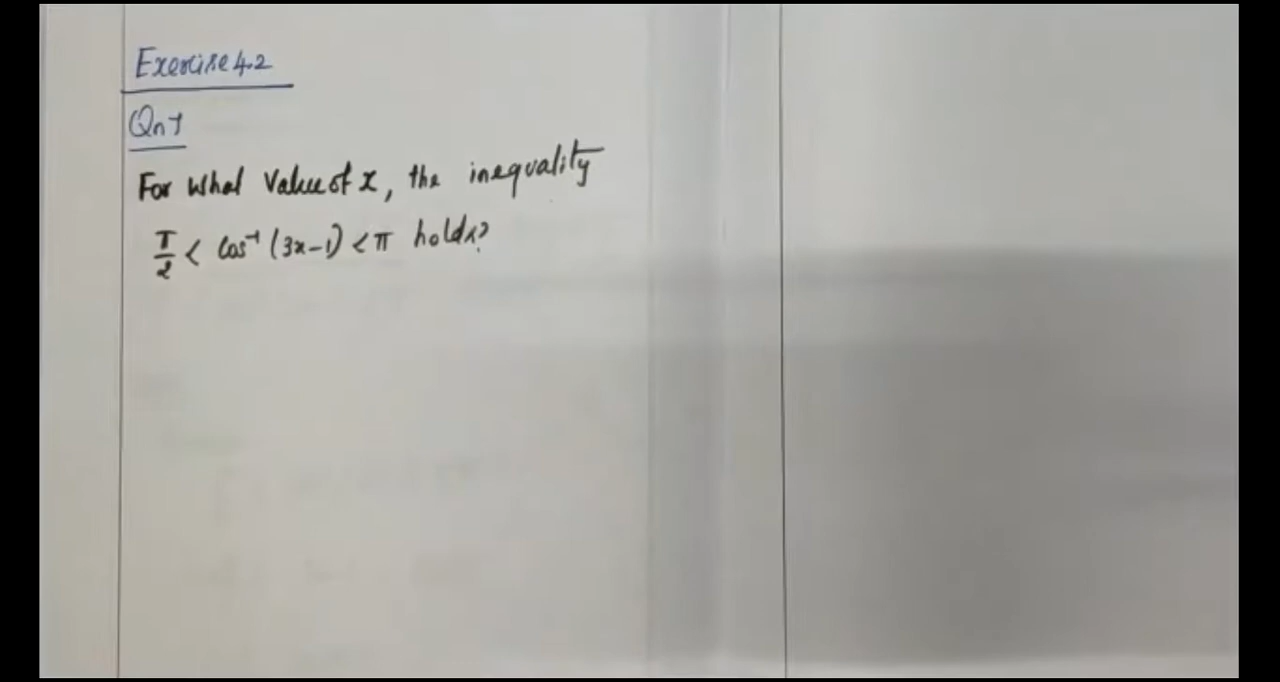 Exercise 4.2
Qn 7
For what value of x, the inequality
π/2 < cos⁻¹ (3x-1) < π holds?